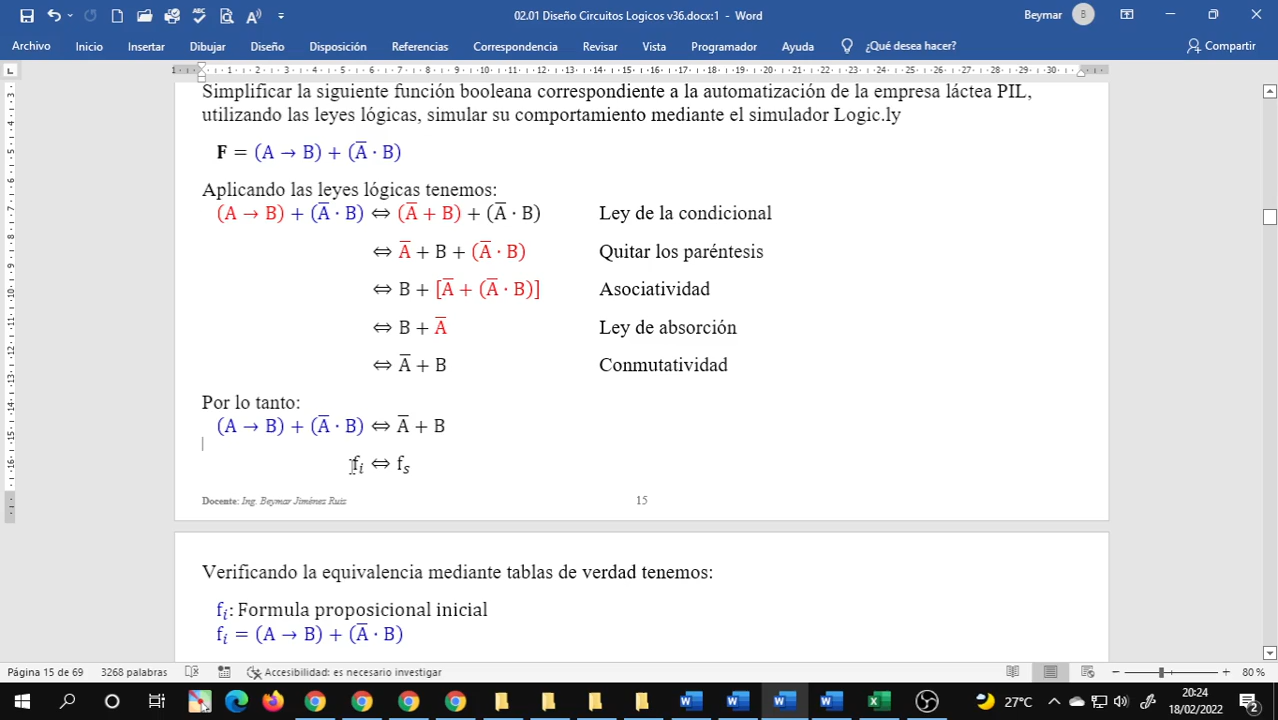 02.01 Diseño Circuitos Logicos v36.docx:1 - Word
Beymar
B
Archivo Inicio Insertar Dibujar Diseño Disposición Referencias Correspondencia Revisar Vista Programador Ayuda ¿Qué desea hacer? Compartir
Simplificar la siguiente función booleana correspondiente a la automatización de la empresa láctea PIL,
utilizando las leyes lógicas, simular su comportamiento mediante el simulador Logic.ly
F = (A → B) + (A̅ · B)
Aplicando las leyes lógicas tenemos:
(A → B) + (A̅ · B) ⇔ (A̅ + B) + (A̅ · B) Ley de la condicional
⇔ A̅ + B + (A̅ · B) Quitar los paréntesis
⇔ B + [A̅ + (A̅ · B)] Asociatividad
⇔ B + A̅ Ley de absorción
⇔ A̅ + B Conmutatividad
Por lo tanto:
(A → B) + (A̅ · B) ⇔ A̅ + B
fᵢ ⇔ fₛ
Docente: Ing. Beymar Jiménez Ruiz 15
Verificando la equivalencia mediante tablas de verdad tenemos:
fᵢ: Formula proposicional inicial
fᵢ = (A → B) + (A̅ · B)
Página 15 de 69 3268 palabras Accesibilidad: es necesario investigar 80 %
27°C
20:24
18/02/2022
2